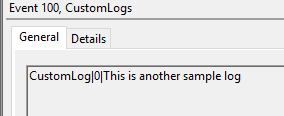 Event 100, CustomLogs
General
Details
CustomLog|0|This is another sample log